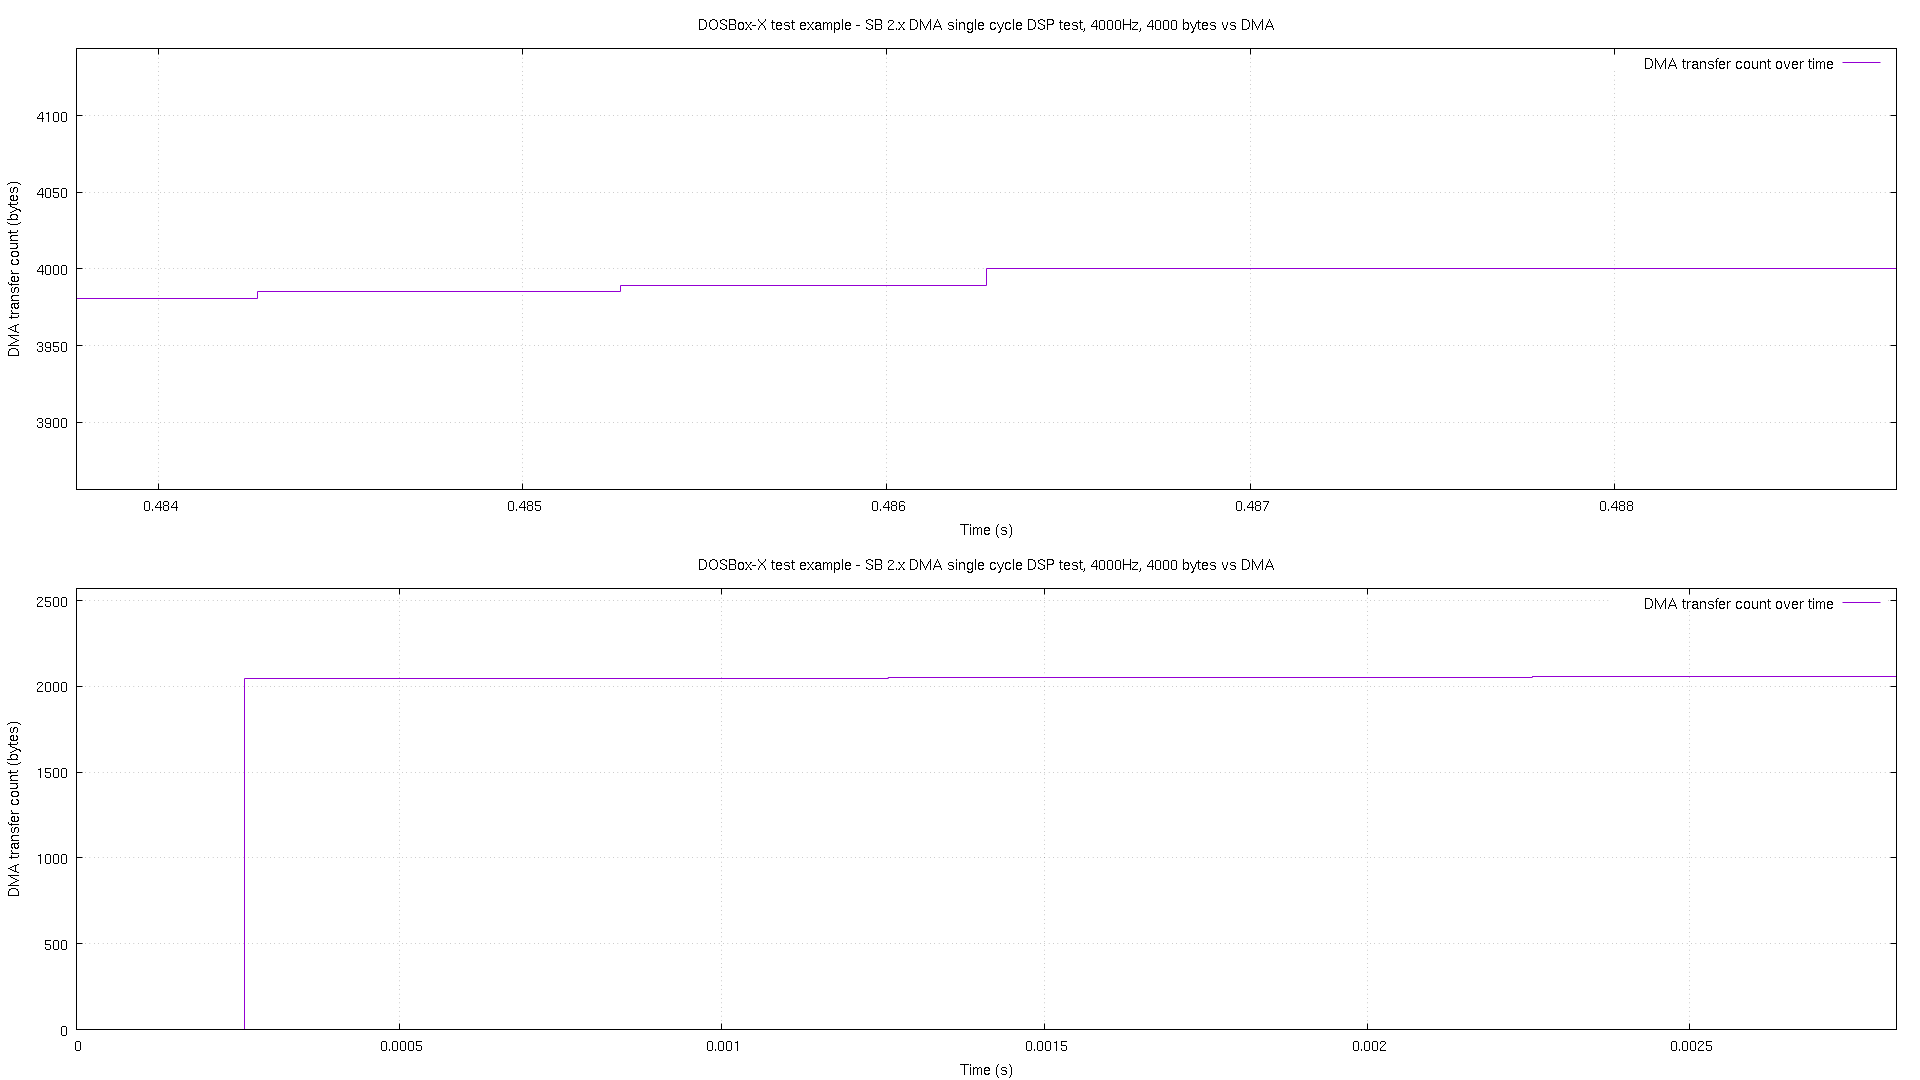 DOSBox-X test example - SB 2.x DMA single cycle DSP test, 4000Hz, 4000 bytes vs DMA
DMA transfer count over time
4100
4050
4000
3950
3900
DMA transfer count (bytes)
0.484 0.485 0.486 0.487 0.488
Time (s)
DOSBox-X test example - SB 2.x DMA single cycle DSP test, 4000Hz, 4000 bytes vs DMA
DMA transfer count over time
2500
2000
1500
1000
500
0
DMA transfer count (bytes)
0 0.0005 0.001 0.0015 0.002 0.0025
Time (s)